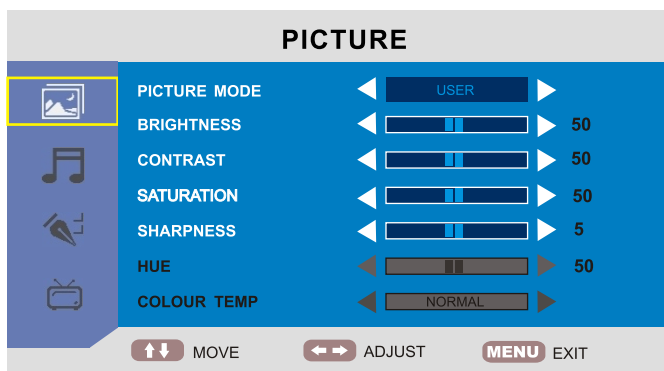 PICTURE
PICTURE MODE USER
BRIGHTNESS 50
CONTRAST 50
SATURATION 50
SHARPNESS 5
HUE 50
COLOUR TEMP NORMAL
MOVE ADJUST MENU EXIT